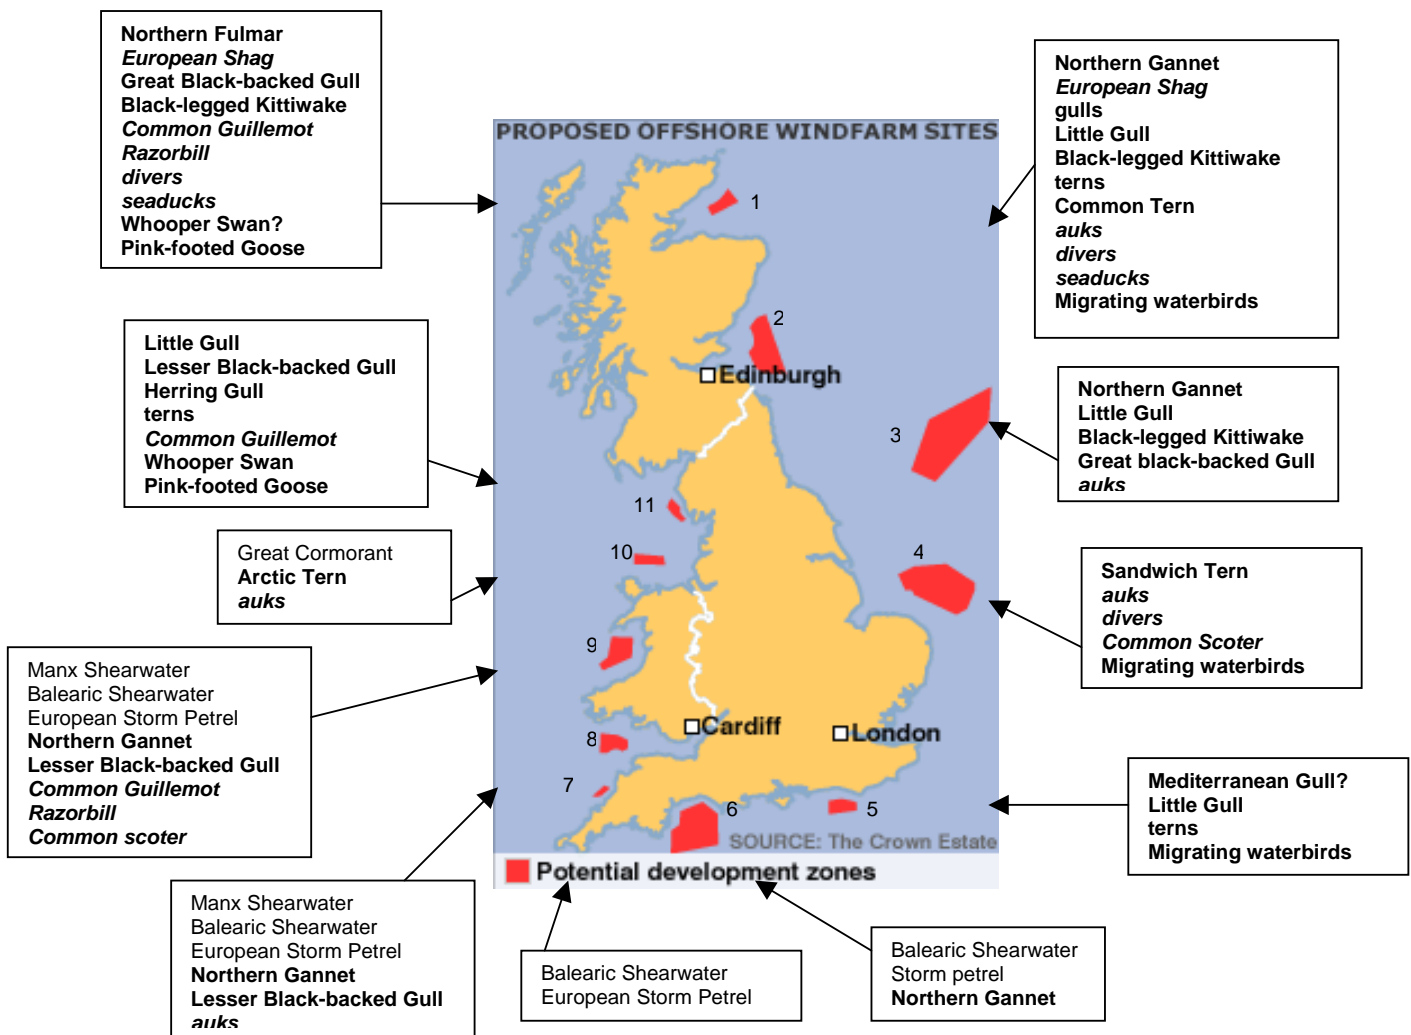 Northern Fulmar
European Shag
Great Black-backed Gull
Black-legged Kittiwake
Common Guillemot
Razorbill
divers
seaducks
Whooper Swan?
Pink-footed Goose
Northern Gannet
European Shag
gulls
Little Gull
Black-legged Kittiwake
terns
Common Tern
auks
divers
seaducks
Migrating waterbirds
PROPOSED OFFSHORE WINDFARM SITES
1
2
Edinburgh
3
11
10
4
9
Cardiff
London
8
7
6
5
SOURCE: The Crown Estate
Potential development zones
Little Gull
Lesser Black-backed Gull
Herring Gull
terns
Common Guillemot
Whooper Swan
Pink-footed Goose
Northern Gannet
Little Gull
Black-legged Kittiwake
Great black-backed Gull
auks
Great Cormorant
Arctic Tern
auks
Sandwich Tern
auks
divers
Common Scoter
Migrating waterbirds
Manx Shearwater
Balearic Shearwater
European Storm Petrel
Northern Gannet
Lesser Black-backed Gull
Common Guillemot
Razorbill
Common scoter
Mediterranean Gull?
Little Gull
terns
Migrating waterbirds
Manx Shearwater
Balearic Shearwater
European Storm Petrel
Northern Gannet
Lesser Black-backed Gull
auks
Balearic Shearwater
European Storm Petrel
Balearic Shearwater
Storm petrel
Northern Gannet